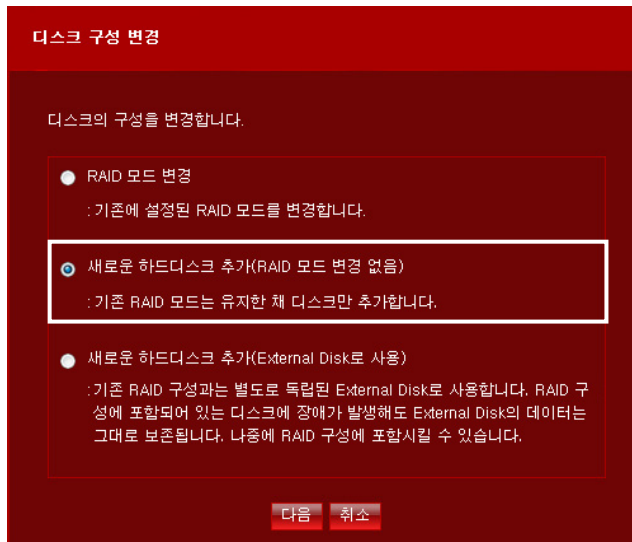 디스크 구성 변경
디스크의 구성을 변경합니다.
RAID 모드 변경
: 기존에 설정된 RAID 모드를 변경합니다.
새로운 하드디스크 추가(RAID 모드 변경 없음)
: 기존 RAID 모드는 유지한 채 디스크만 추가합니다.
새로운 하드디스크 추가(External Disk로 사용)
: 기존 RAID 구성과는 별도로 독립된 External Disk로 사용합니다. RAID 구
성에 포함되어 있는 디스크에 장애가 발생해도 External Disk의 데이터는
그대로 보존됩니다. 나중에 RAID 구성에 포함시킬 수 있습니다.
다음 취소